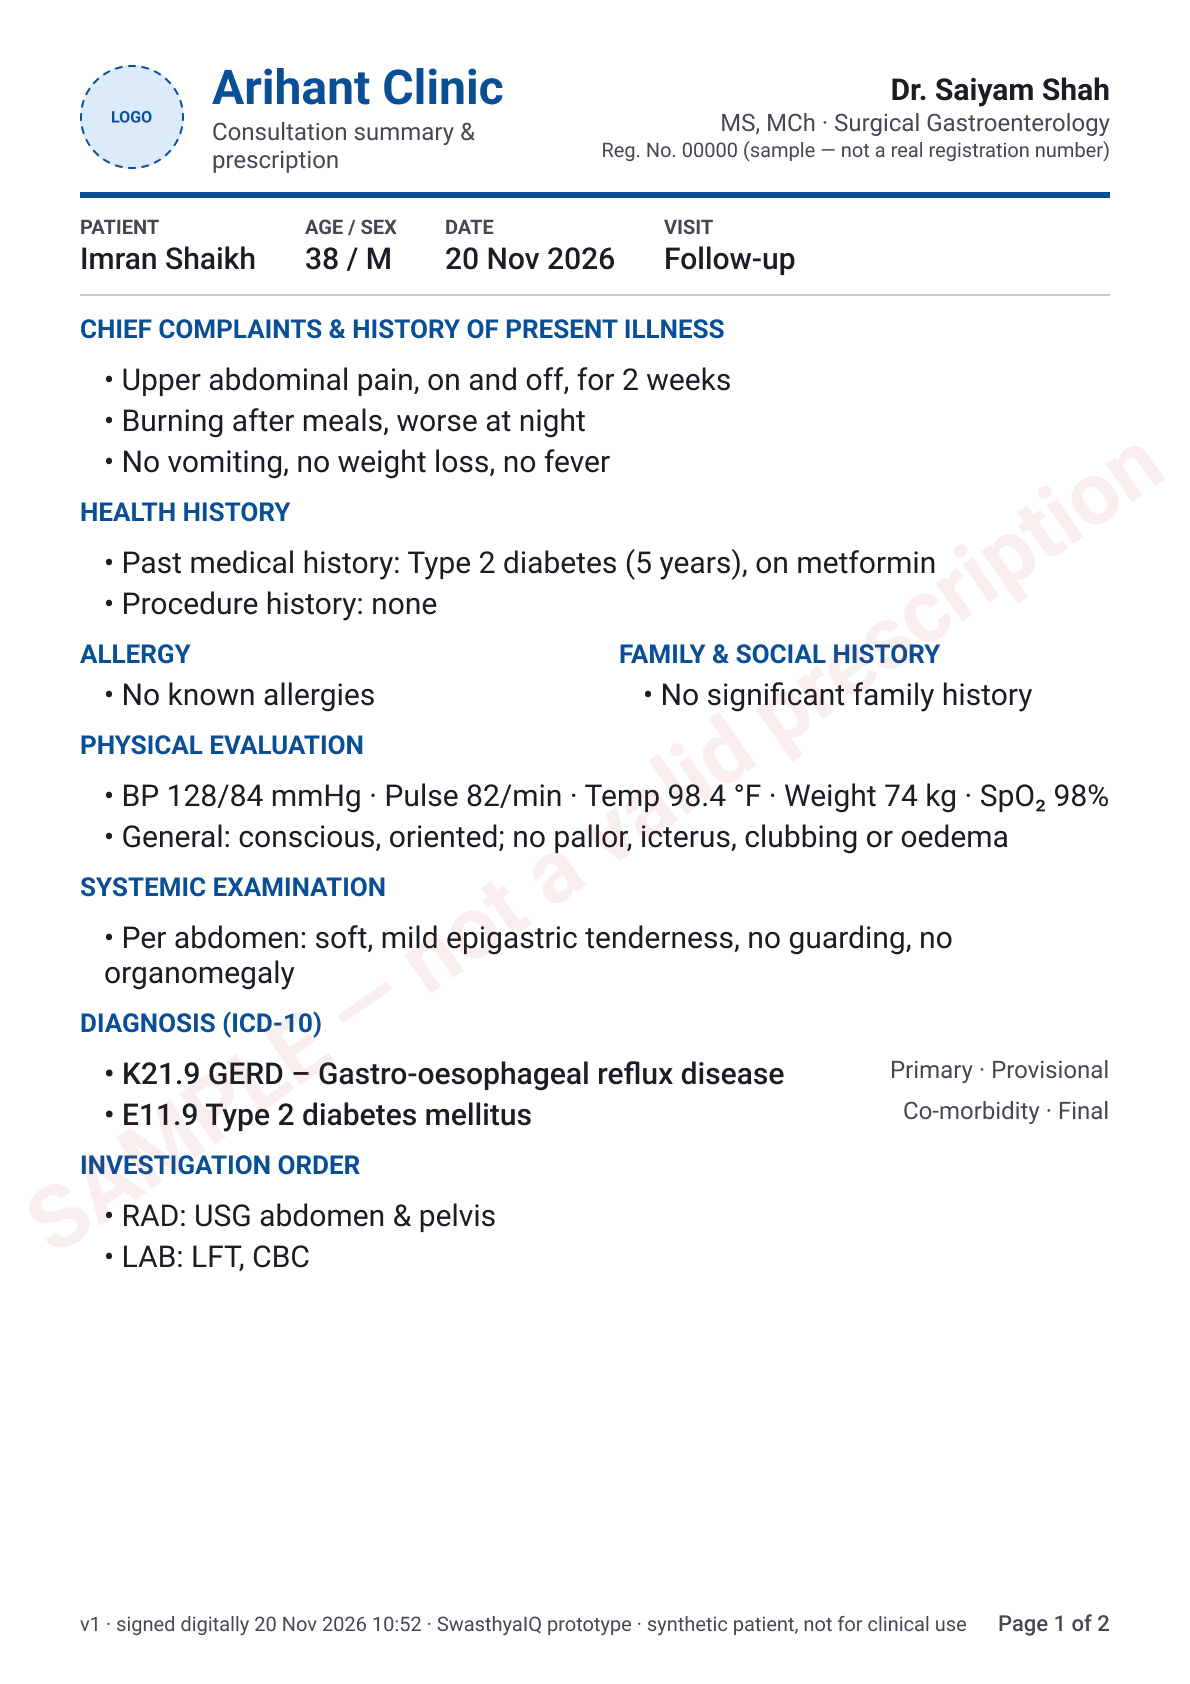 LOGO
Arihant Clinic
Consultation summary &
prescription
Dr. Saiyam Shah
MS, MCh · Surgical Gastroenterology
Reg. No. 00000 (sample — not a real registration number)
PATIENT AGE / SEX DATE VISIT
Imran Shaikh 38 / M 20 Nov 2026 Follow-up
CHIEF COMPLAINTS & HISTORY OF PRESENT ILLNESS
• Upper abdominal pain, on and off, for 2 weeks
• Burning after meals, worse at night
• No vomiting, no weight loss, no fever
HEALTH HISTORY
• Past medical history: Type 2 diabetes (5 years), on metformin
• Procedure history: none
ALLERGY FAMILY & SOCIAL HISTORY
• No known allergies • No significant family history
PHYSICAL EVALUATION
• BP 128/84 mmHg · Pulse 82/min · Temp 98.4 °F · Weight 74 kg · SpO₂ 98%
• General: conscious, oriented; no pallor, icterus, clubbing or oedema
SYSTEMIC EXAMINATION
• Per abdomen: soft, mild epigastric tenderness, no guarding, no
organomegaly
DIAGNOSIS (ICD-10)
• K21.9 GERD – Gastro-oesophageal reflux disease Primary · Provisional
• E11.9 Type 2 diabetes mellitus Co-morbidity · Final
INVESTIGATION ORDER
• RAD: USG abdomen & pelvis
• LAB: LFT, CBC
SAMPLE — not a valid prescription
v1 · signed digitally 20 Nov 2026 10:52 · SwasthyaIQ prototype · synthetic patient, not for clinical use Page 1 of 2